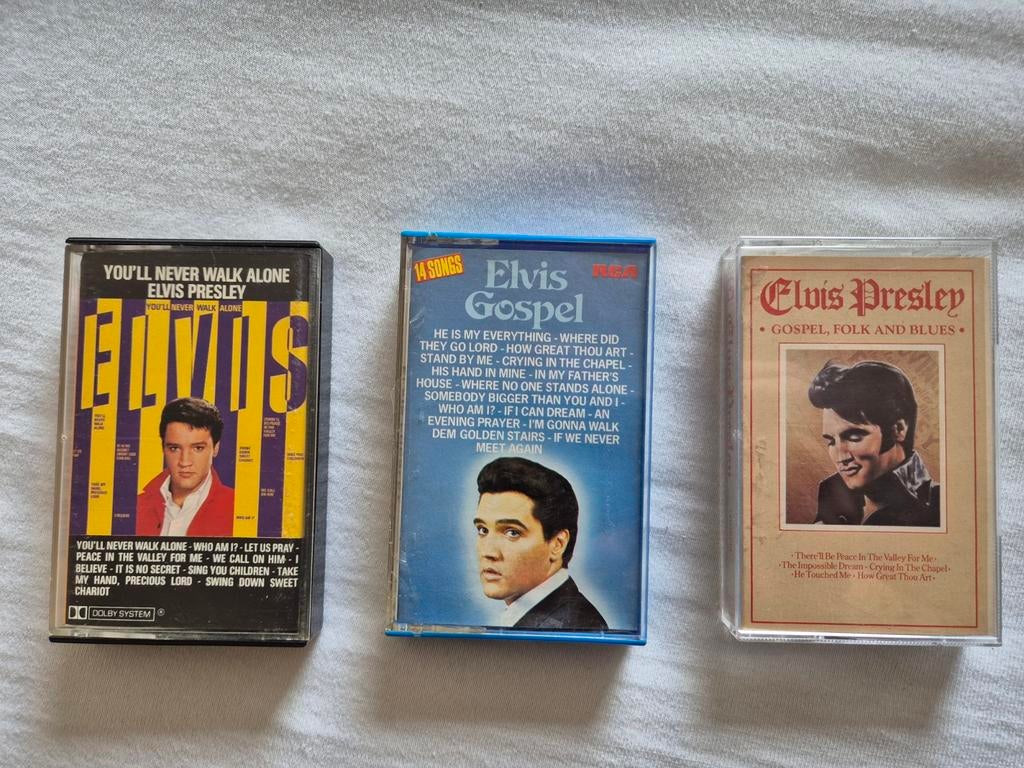 YOU'LL NEVER WALK ALONE
ELVIS PRESLEY
YOU'LL NEVER WALK ALONE
ELVIS
YOU'LL NEVER WALK ALONE - WHO AM I? - LET US PRAY -
PEACE IN THE VALLEY FOR ME - WE CALL ON HIM - I
BELIEVE - IT IS NO SECRET - SING YOU CHILDREN - TAKE
MY HAND, PRECIOUS LORD - SWING DOWN SWEET
CHARIOT
DOLBY SYSTEM ®
14 SONGS
Elvis
RCA
Gospel
HE IS MY EVERYTHING - WHERE DID
THEY GO LORD - HOW GREAT THOU ART -
STAND BY ME - CRYING IN THE CHAPEL -
HIS HAND IN MINE - IN MY FATHER'S
HOUSE - WHERE NO ONE STANDS ALONE -
SOMEBODY BIGGER THAN YOU AND I -
WHO AM I? - IF I CAN DREAM - AN
EVENING PRAYER - I'M GONNA WALK
DEM GOLDEN STAIRS - IF WE NEVER
MEET AGAIN
Elvis Presley
• GOSPEL, FOLK AND BLUES •
· There'll Be Peace In The Valley For Me ·
· The Impossible Dream · Crying In The Chapel ·
· He Touched Me · How Great Thou Art ·